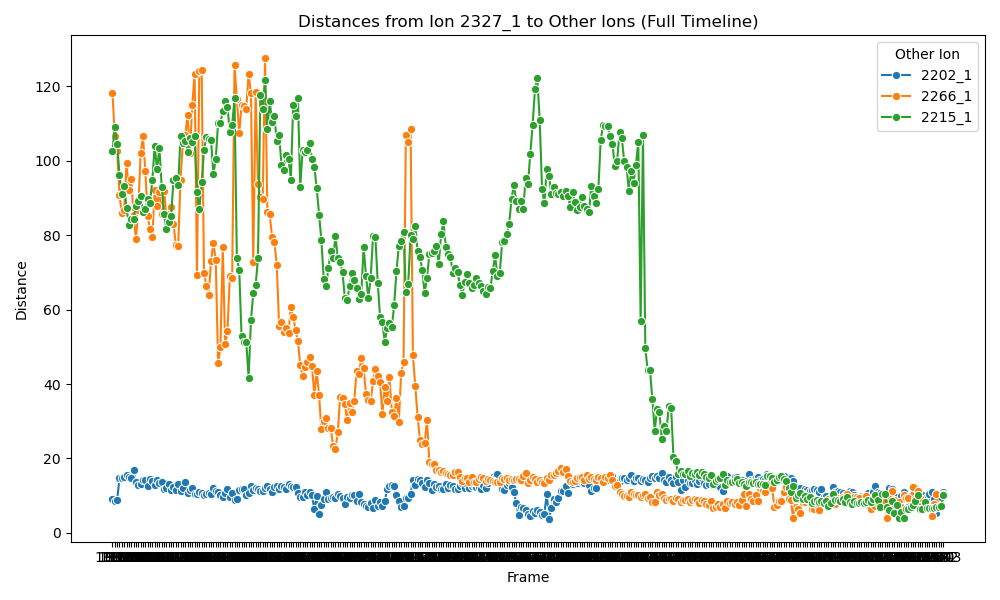 Distances from Ion 2327_1 to Other Ions (Full Timeline)
Other Ion
2202_1
2266_1
2215_1
120
100
80
60
40
20
0
Distance
Frame